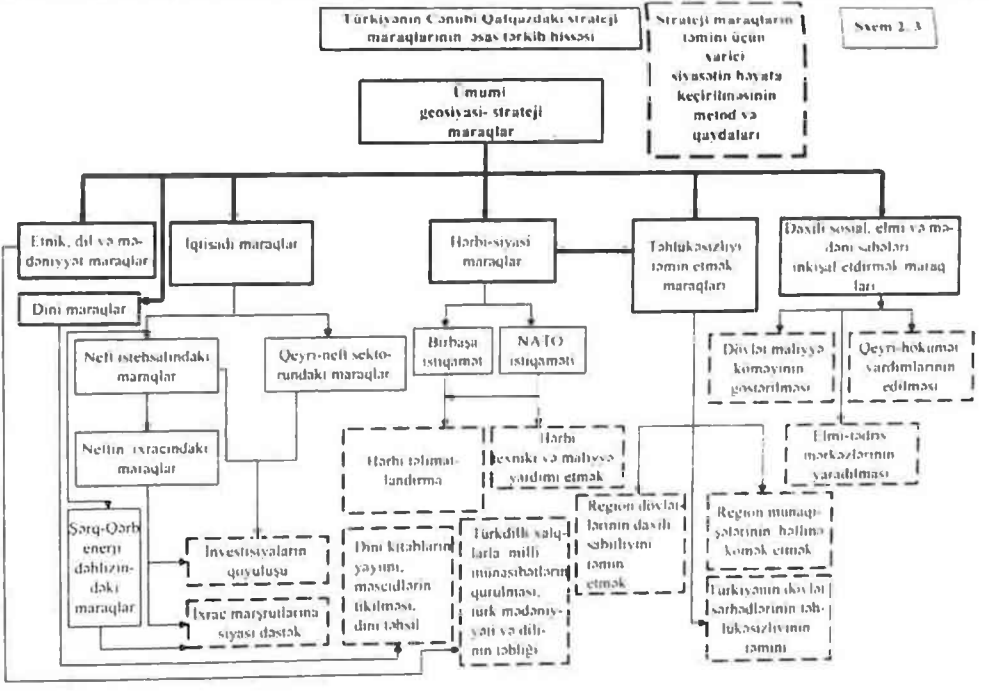 Türkiyənin Cənubi Qafqazdakı strateji
maraqlarının əsas tərkib hissəsi
Strateji maraqların
təmini üçün
xarici
siyasətin həyata
keçirilməsinin
metod və
qaydaları
Sxem 2. 3
Ümumi
geosiyasi- strateji
maraqlar
Etnik, dil və mə-
dəniyyət maraqlar
İqtisadi maraqlar
Hərbi-siyasi
maraqlar
Təhlükəsizliyi
təmin etmək
maraqları
Daxili sosial, elmi və mə-
dəni sahələri
inkişaf etdirmək maraq
ları
Dini maraqlar
Neft istehsalındakı
maraqlar
Qeyri-neft sekto-
rundakı maraqlar
Birbaşa
istiqamət
NATO
istiqaməti
Dövlət maliyyə
köməyinin
göstərilməsi
Qeyri-hökumət
yardımlarının
edilməsi
Neftin ixracındakı
maraqlar
Hərbi təlimat-
landırma
Hərbi
texniki və maliyyə
yardımı etmək
Elmi-tədris
mərkəzlərinin
yaradılması
Şərq-Qərb
enerji
dəhlizin-
dəki
maraqlar
İnvestisiyaların
qoyuluşu
İxrac marşrutlarına
siyasi dəstək
Dini kitabların
yayımı,
məscidlərin
tikilməsi,
dini təhsil
Türkdilli xalq-
larla milli
münasibətlərin
qurulması,
türk mədəniy-
yəti və dili-
nin təbliği
Region dövlət-
lərinin daxili
sabitliyini
təmin
etmək
Region münaqi-
şələrinin həllinə
kömək etmək
Türkiyənin dövlət
sərhədlərinin təh-
lükəsizliyinin
təmini